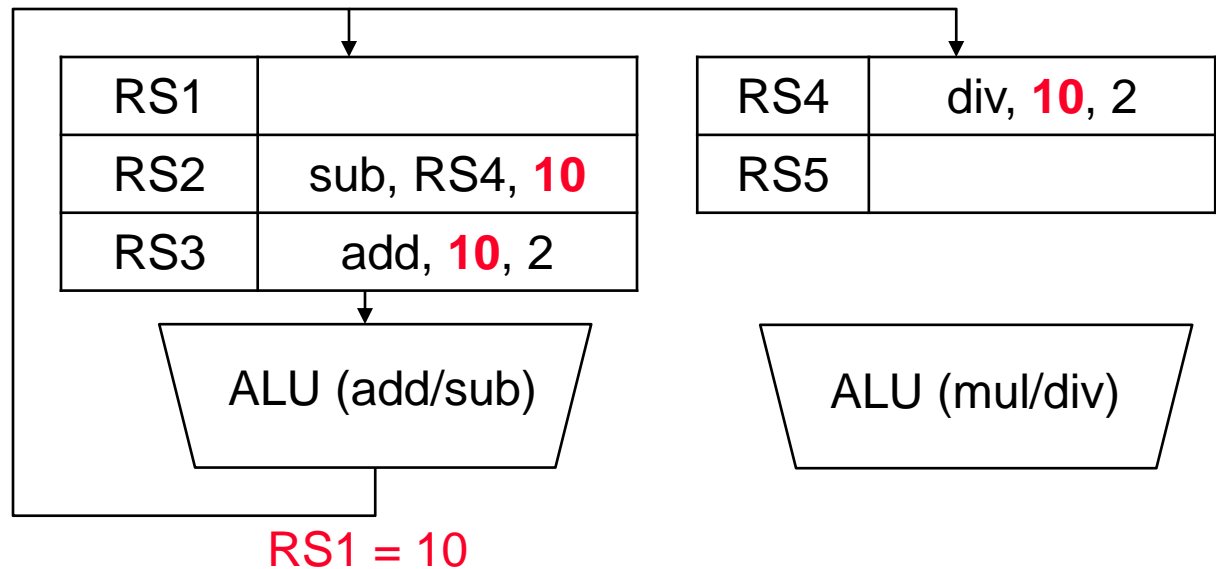 RS1
RS2 sub, RS4, 10
RS3 add, 10, 2
RS4 div, 10, 2
RS5
ALU (add/sub)
ALU (mul/div)
RS1 = 10